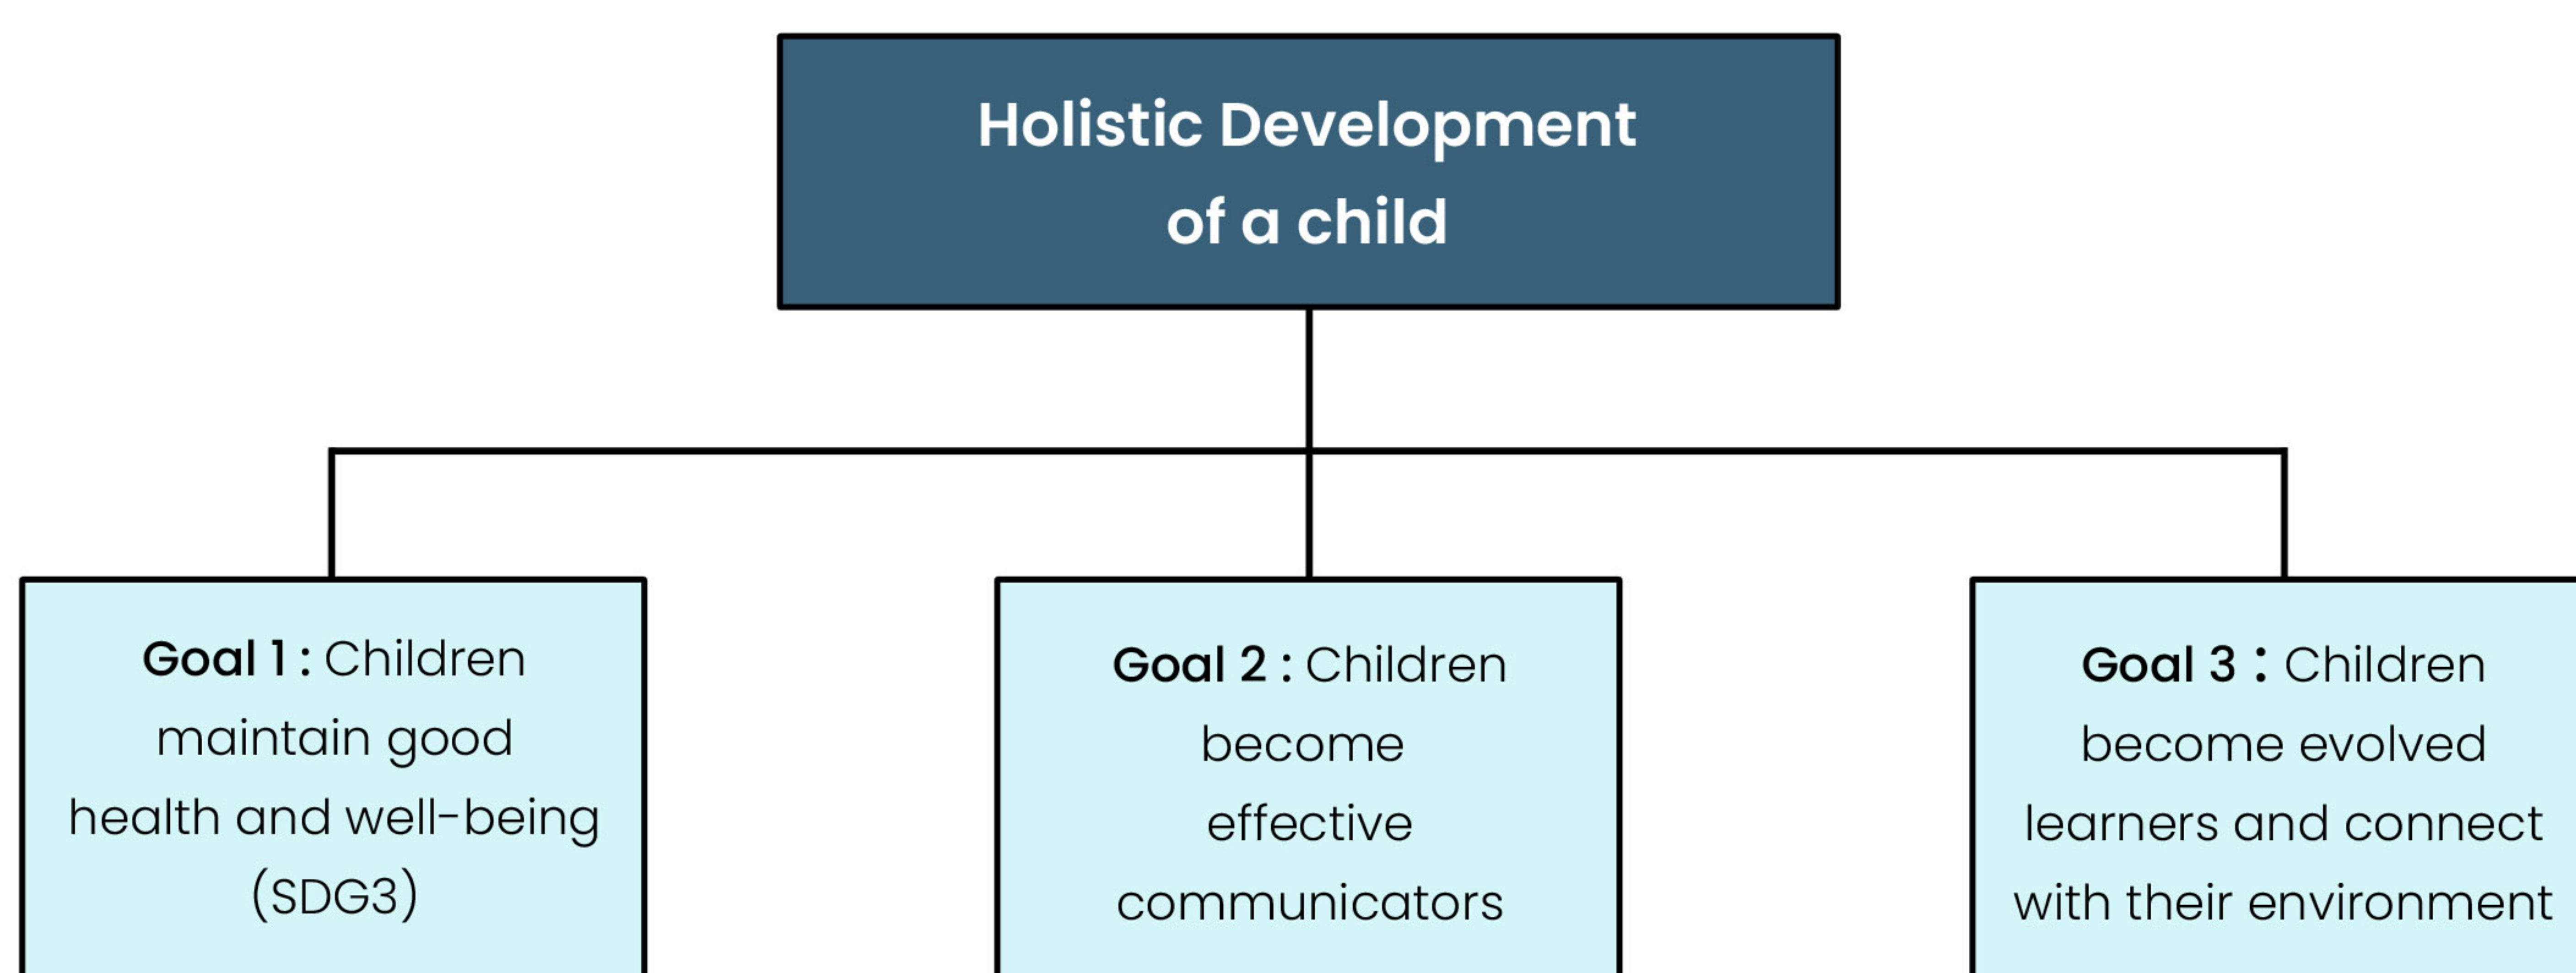 Holistic Development
of a child
Goal 1 : Children
maintain good
health and well-being
(SDG3)
Goal 2 : Children
become
effective
communicators
Goal 3 : Children
become evolved
learners and connect
with their environment